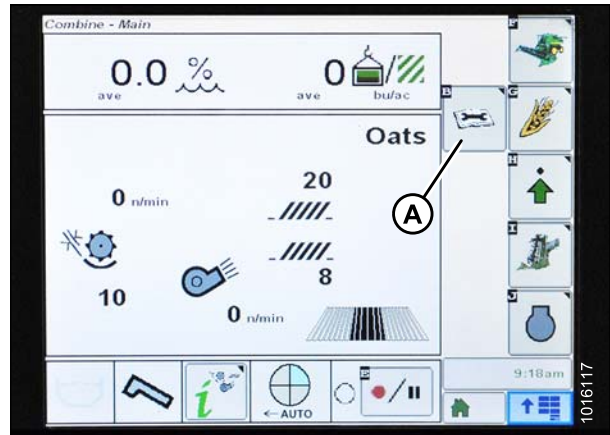 Combine - Main
0.0 %
ave
0 /
ave bu/ac
Oats
0 n/min
20
8
10
0 n/min
← AUTO
/
i
A
B
E
F
G
H
I
J
9:18am
1016117